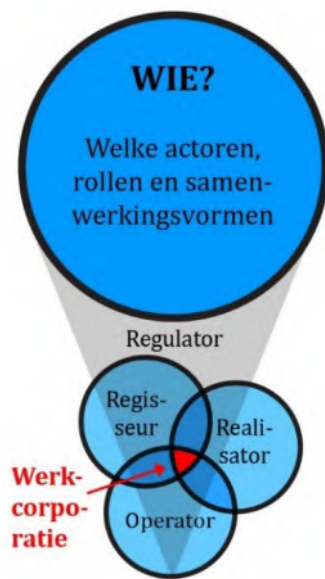 WIE?
Welke actoren,
rollen en samen-
werkingsvormen
Regulator
Regis-
seur
Reali-
sator
Werk-
corpo-
ratie
Operator